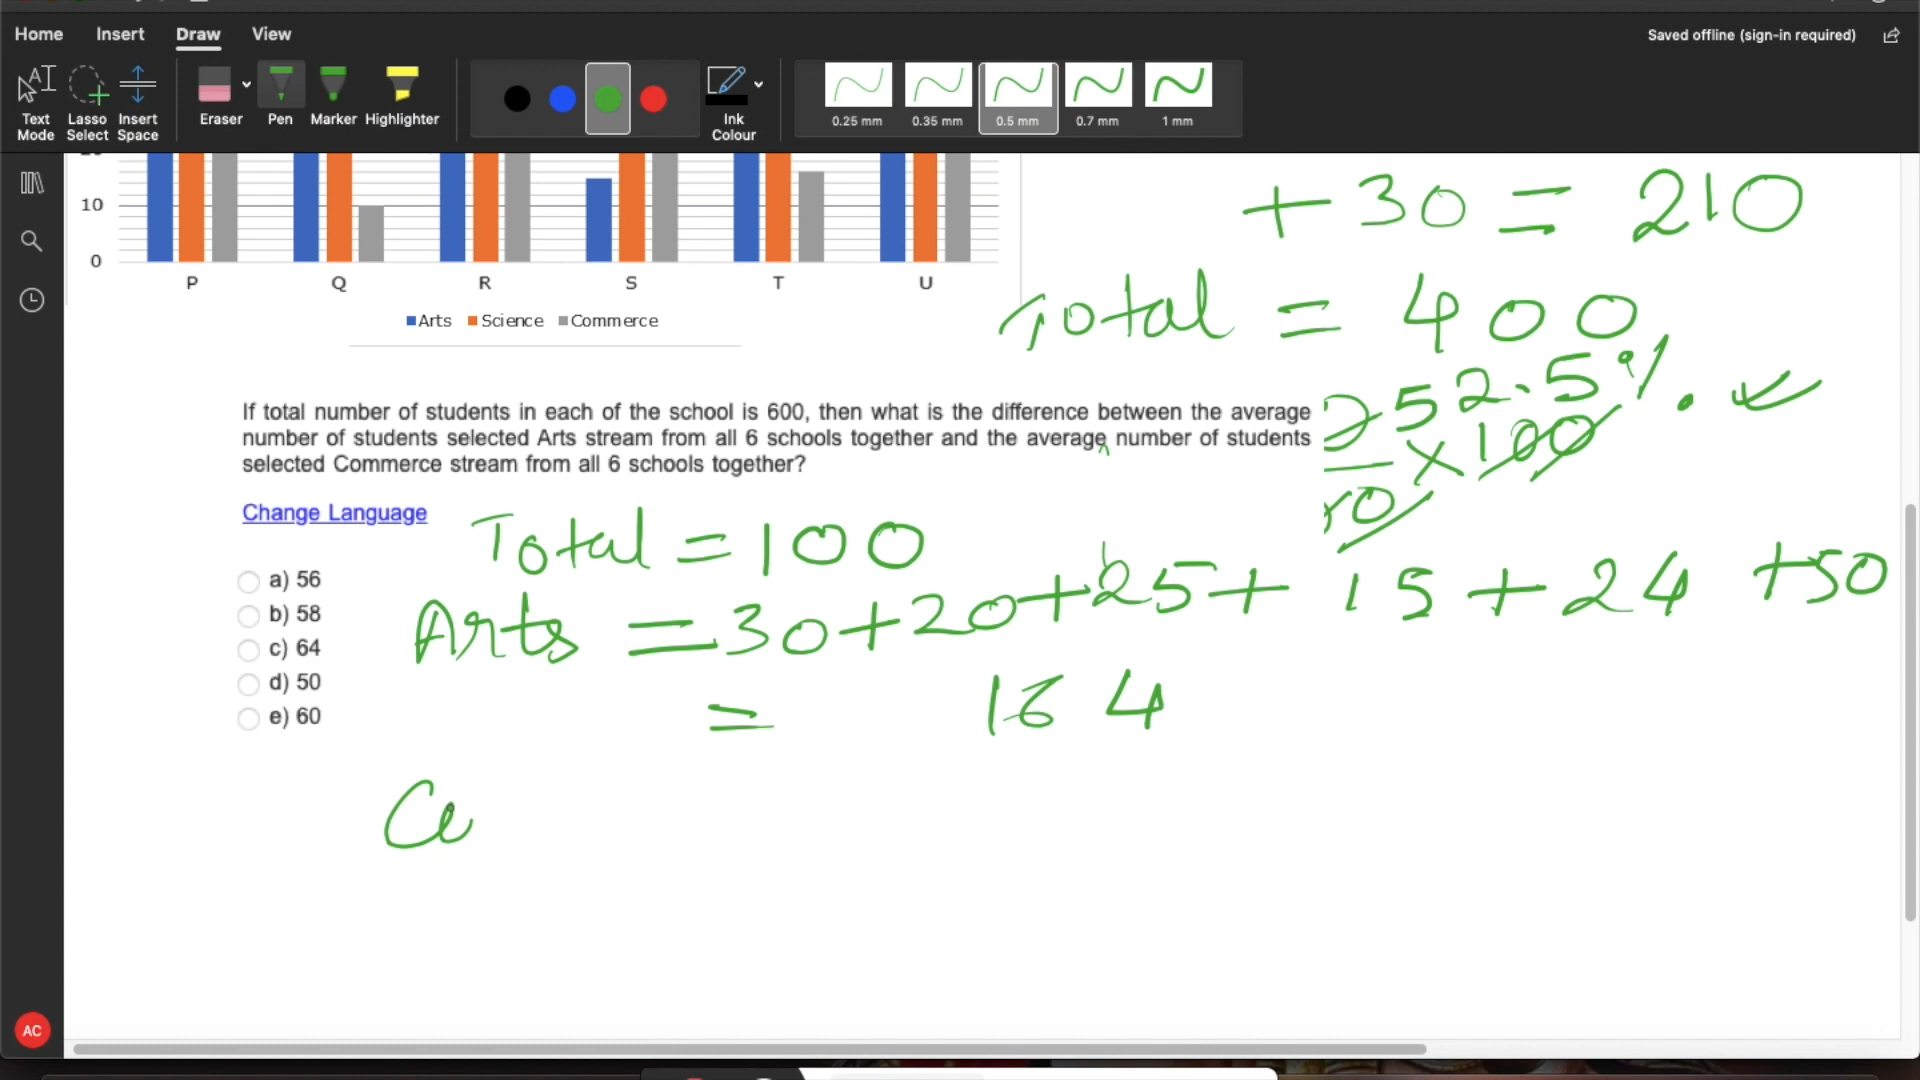 Home Insert Draw View
Saved offline (sign-in required)
Text Mode
Lasso Select
Insert Space
Eraser
Pen
Marker
Highlighter
Ink Colour
0.25 mm
0.35 mm
0.5 mm
0.7 mm
1 mm
10
0
P Q R S T U
Arts Science Commerce
+ 30 = 210
Total = 400
52.5%.
×100
If total number of students in each of the school is 600, then what is the difference between the average
number of students selected Arts stream from all 6 schools together and the average number of students
selected Commerce stream from all 6 schools together?
Change Language
Total = 100
a) 56
b) 58
c) 64
d) 50
e) 60
Arts = 30+20+25+ 15 + 24 +50
= 164
AC